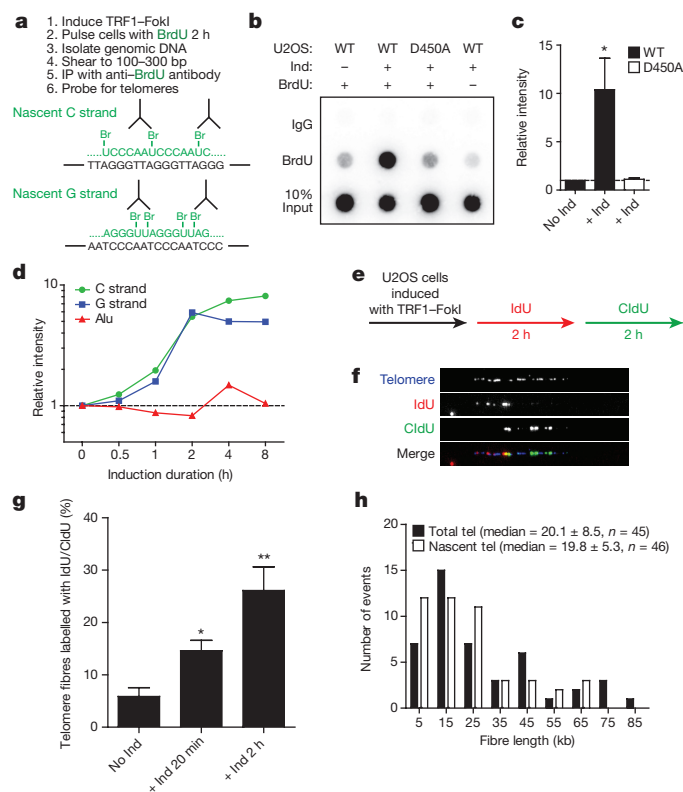 a
1. Induce TRF1–FokI
2. Pulse cells with BrdU 2 h
3. Isolate genomic DNA
4. Shear to 100–300 bp
5. IP with anti–BrdU antibody
6. Probe for telomeres
Nascent C strand
Br Br Br
.....UCCCAAUCCCAAUC.....
TTAGGGTTAGGGTTAGGG
Nascent G strand
Br Br Br Br
.....AGGGUUAGGGUUAG.....
AATCCCAATCCCAATCCC
b
U2OS: WT WT D450A WT
Ind: – + + +
BrdU: + + + –
IgG
BrdU
10%
Input
c
Relative intensity
15
10
5
0
*
WT
D450A
No Ind
+ Ind
+ Ind
d
Relative intensity
10
1
C strand
G strand
Alu
0 0.5 1 2 4 8
Induction duration (h)
e
U2OS cells
induced
with TRF1–FokI
IdU
2 h
CldU
2 h
f
Telomere
IdU
CldU
Merge
g
Telomere fibres labelled with IdU/CldU (%)
40
30
20
10
0
*
**
No Ind
+ Ind 20 min
+ Ind 2 h
h
Number of events
20
15
10
5
0
Total tel (median = 20.1 ± 8.5, n = 45)
Nascent tel (median = 19.8 ± 5.3, n = 46)
5 15 25 35 45 55 65 75 85
Fibre length (kb)